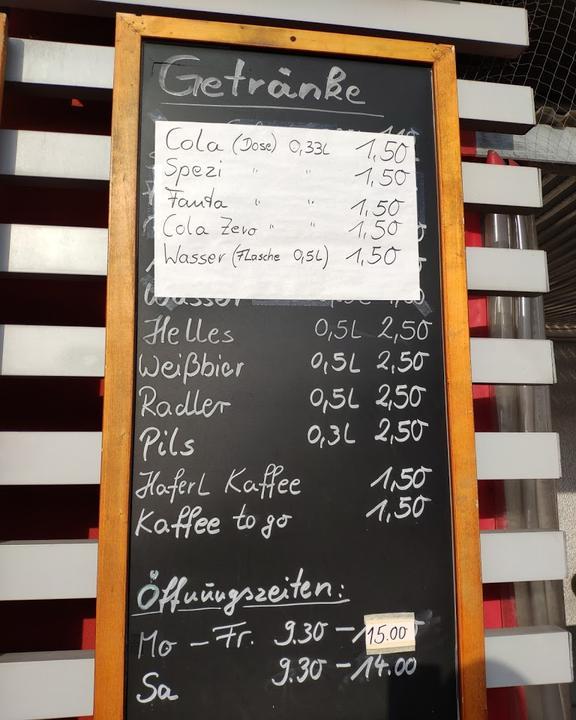 Getränke
Cola (Dose) 0,33L 1,50
Spezi " " 1,50
Fanta " " 1,50
Cola Zero " " 1,50
Wasser (Flasche 0,5L) 1,50
Wasser
Helles 0,5L 2,50
Weißbier 0,5L 2,50
Radler 0,5L 2,50
Pils 0,3L 2,50
Haferl Kaffee 1,50
Kaffee to go 1,50
Öffnungszeiten:
Mo - Fr. 9.30 - 15.00
Sa 9.30 - 14.00